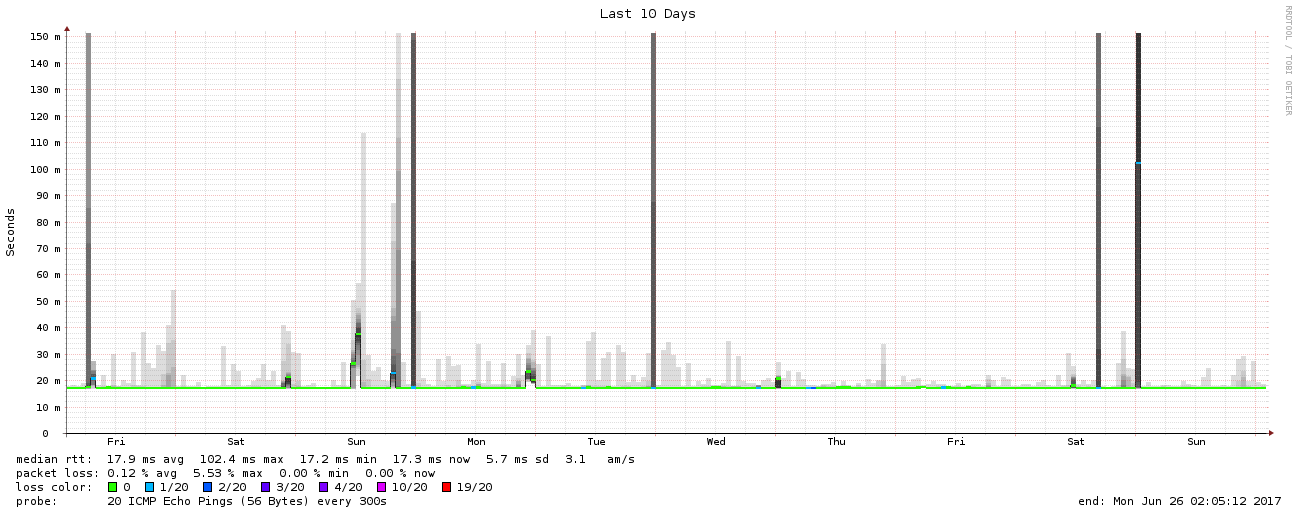 Last 10 Days
RRDTOOL / TOBI OETIKER
Seconds
150 m
140 m
130 m
120 m
110 m
100 m
90 m
80 m
70 m
60 m
50 m
40 m
30 m
20 m
10 m
0
Fri Sat Sun Mon Tue Wed Thu Fri Sat Sun
median rtt: 17.9 ms avg 102.4 ms max 17.2 ms min 17.3 ms now 5.7 ms sd 3.1 am/s
packet loss: 0.12 % avg 5.53 % max 0.00 % min 0.00 % now
loss color: 0 1/20 2/20 3/20 4/20 10/20 19/20
probe: 20 ICMP Echo Pings (56 Bytes) every 300s end: Mon Jun 26 02:05:12 2017